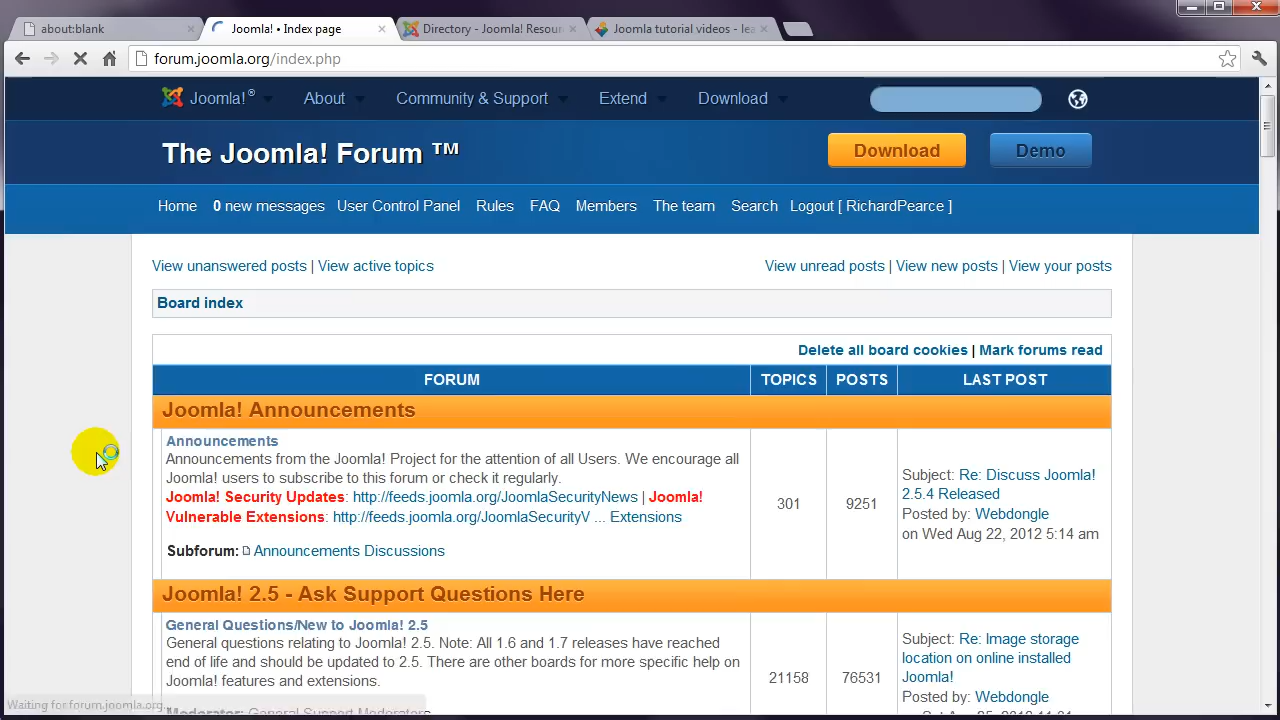 about:blank
Joomla! • Index page
Directory - Joomla! Resour
Joomla tutorial videos - lea
forum.joomla.org/index.php
Joomla!® About Community & Support Extend Download
The Joomla! Forum ™
Download Demo
Home 0 new messages User Control Panel Rules FAQ Members The team Search Logout [ RichardPearce ]
View unanswered posts | View active topics
View unread posts | View new posts | View your posts
Board index
Delete all board cookies | Mark forums read
FORUM TOPICS POSTS LAST POST
Joomla! Announcements
Announcements
Announcements from the Joomla! Project for the attention of all Users. We encourage all
Joomla! users to subscribe to this forum or check it regularly.
Joomla! Security Updates: http://feeds.joomla.org/JoomlaSecurityNews | Joomla!
Vulnerable Extensions: http://feeds.joomla.org/JoomlaSecurityV ... Extensions
Subforum: Announcements Discussions
301
9251
Subject: Re: Discuss Joomla!
2.5.4 Released
Posted by: Webdongle
on Wed Aug 22, 2012 5:14 am
Joomla! 2.5 - Ask Support Questions Here
General Questions/New to Joomla! 2.5
General questions relating to Joomla! 2.5. Note: All 1.6 and 1.7 releases have reached
end of life and should be updated to 2.5. There are other boards for more specific help on
Joomla! features and extensions.
Moderator: General Support Moderators
21158
76531
Subject: Re: Image storage
location on online installed
Joomla!
Posted by: Webdongle
Waiting for forum.joomla.org...